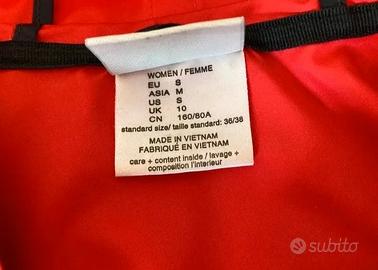 WOMEN / FEMME
EU S
ASIA M
US S
UK 10
CN 160/80A
standard size/ taille standard: 36/38
MADE IN VIETNAM
FABRIQUÉ EN VIETNAM
care + content inside / lavage +
composition l'interieur
subito